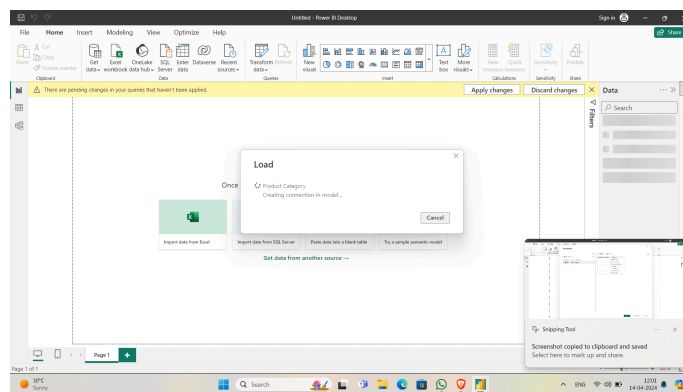 Untitled - Power BI Desktop
Sign in
File Home Insert Modeling View Optimize Help
Share
Paste
Cut
Copy
Format painter
Get data
Excel workbook
OneLake data hub
SQL Server
Enter data
Dataverse
Recent sources
Transform data
Refresh
New visual
Text box
More visuals
New measure
Quick measure
Sensitivity
Publish
Clipboard
Data
Queries
Insert
Calculations
Sensitivity
Share
There are pending changes in your queries that haven't been applied.
Apply changes
Discard changes
Data
Search
Filters
Once
Load
Product Category
Creating connection in model...
Cancel
Import data from Excel
Import data from SQL Server
Paste data into a blank table
Try a sample semantic model
Get data from another source →
Snipping Tool
Screenshot copied to clipboard and saved
Select here to mark up and share.
Page 1
Page 1 of 1
30°C
Sunny
Search
ENG
12:01
14-04-2024